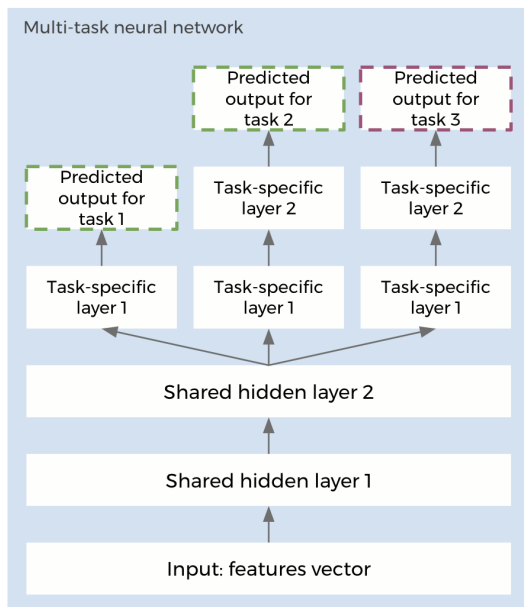 Multi-task neural network
Predicted
output for
task 2
Predicted
output for
task 3
Predicted
output for
task 1
Task-specific
layer 2
Task-specific
layer 2
Task-specific
layer 1
Task-specific
layer 1
Task-specific
layer 1
Shared hidden layer 2
Shared hidden layer 1
Input: features vector